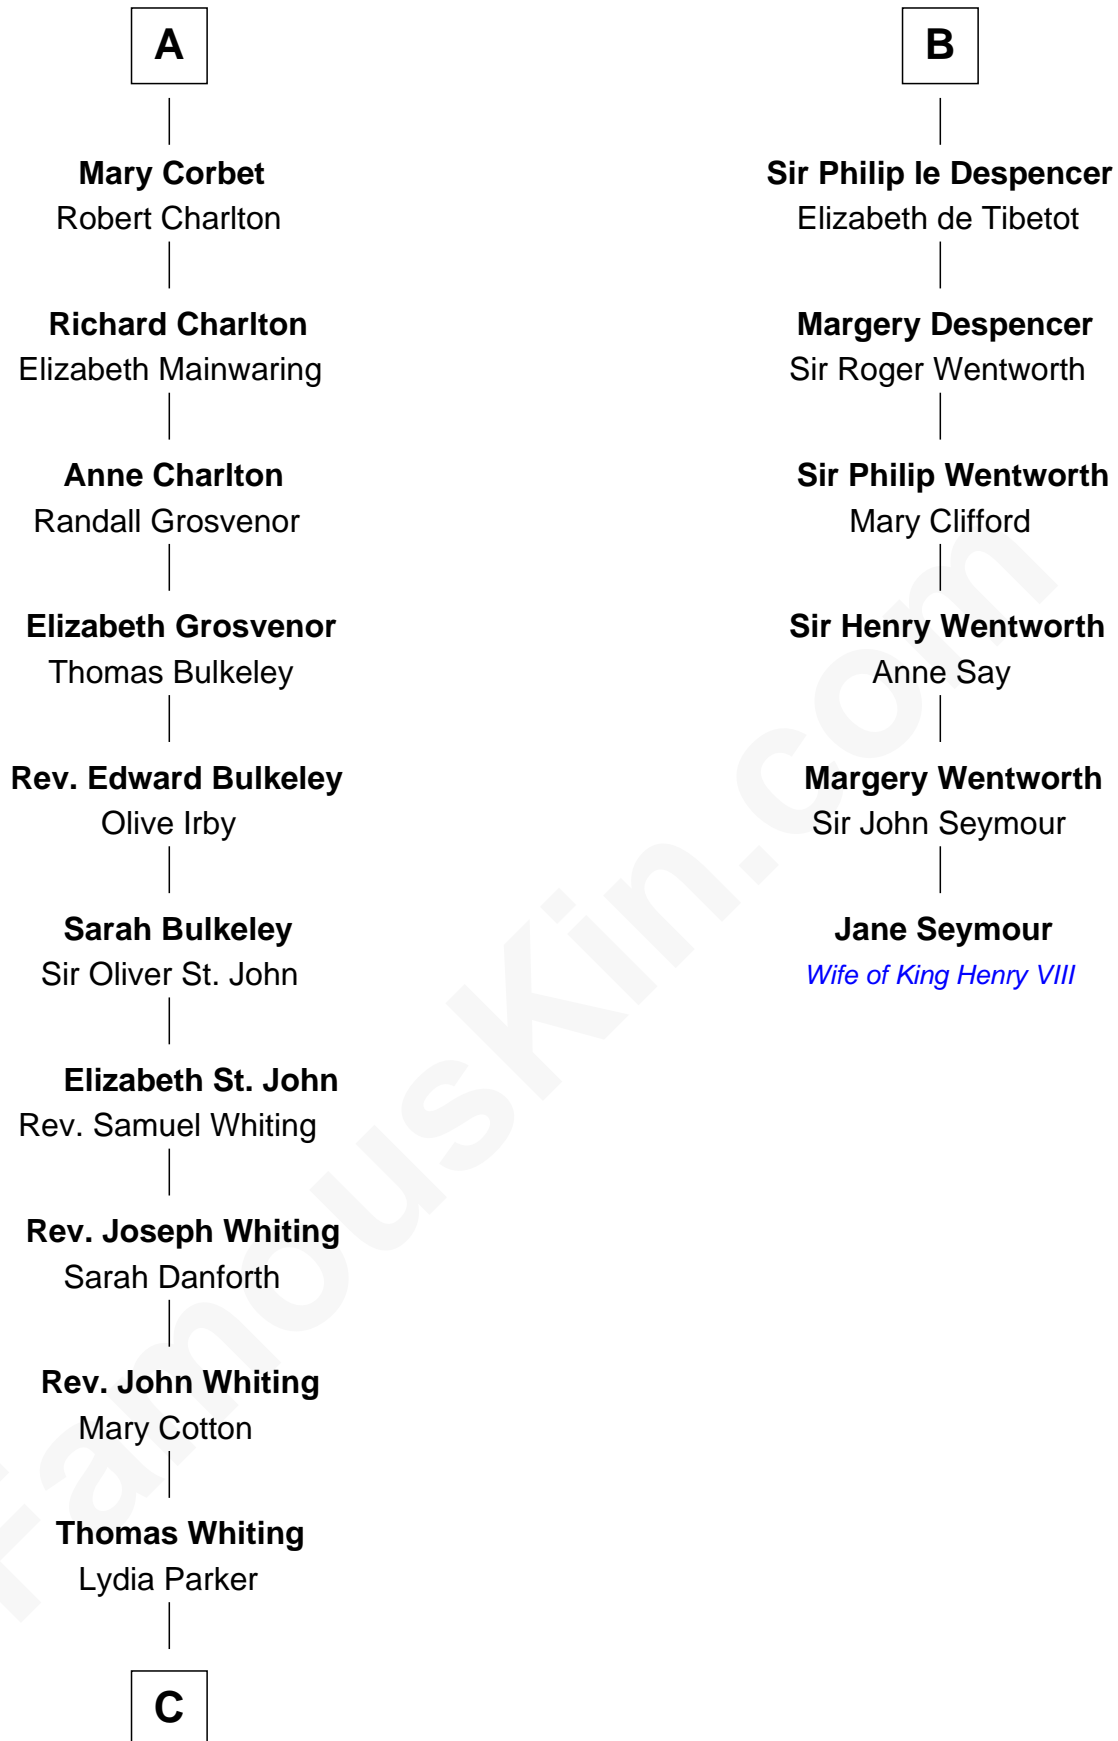 A
Mary Corbet
Robert Charlton
Richard Charlton
Elizabeth Mainwaring
Anne Charlton
Randall Grosvenor
Elizabeth Grosvenor
Thomas Bulkeley
Rev. Edward Bulkeley
Olive Irby
Sarah Bulkeley
Sir Oliver St. John
Elizabeth St. John
Rev. Samuel Whiting
Rev. Joseph Whiting
Sarah Danforth
Rev. John Whiting
Mary Cotton
Thomas Whiting
Lydia Parker
C
B
Sir Philip le Despencer
Elizabeth de Tibetot
Margery Despencer
Sir Roger Wentworth
Sir Philip Wentworth
Mary Clifford
Sir Henry Wentworth
Anne Say
Margery Wentworth
Sir John Seymour
Jane Seymour
Wife of King Henry VIII
FamousKin.com